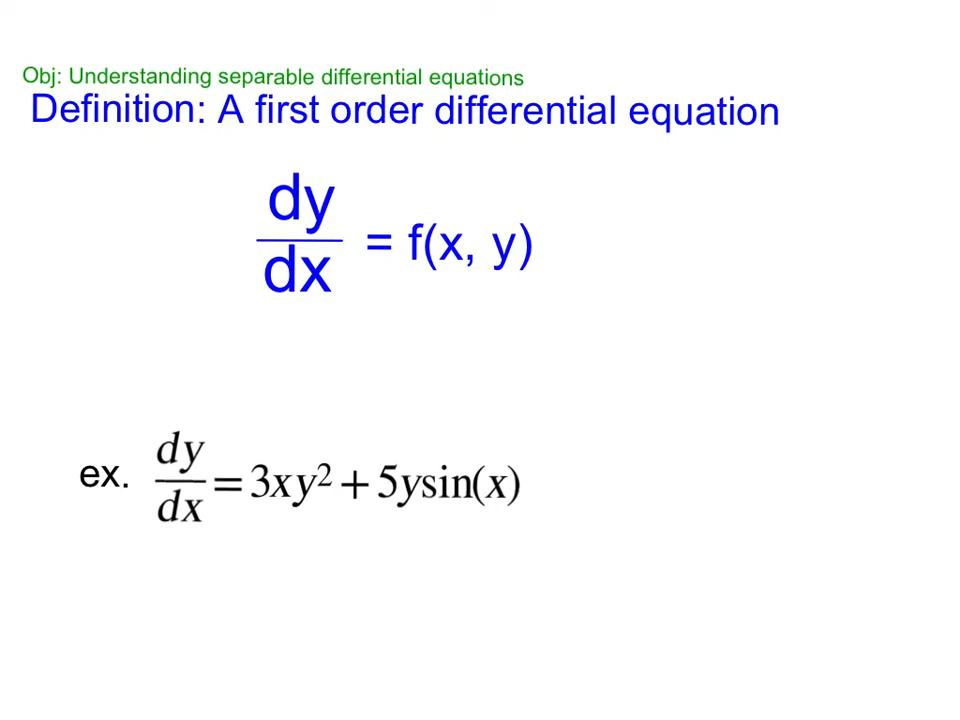 Obj: Understanding separable differential equations
Definition: A first order differential equation
dy
dx
= f(x, y)
ex.
dy
dx
=3xy²+5ysin(x)